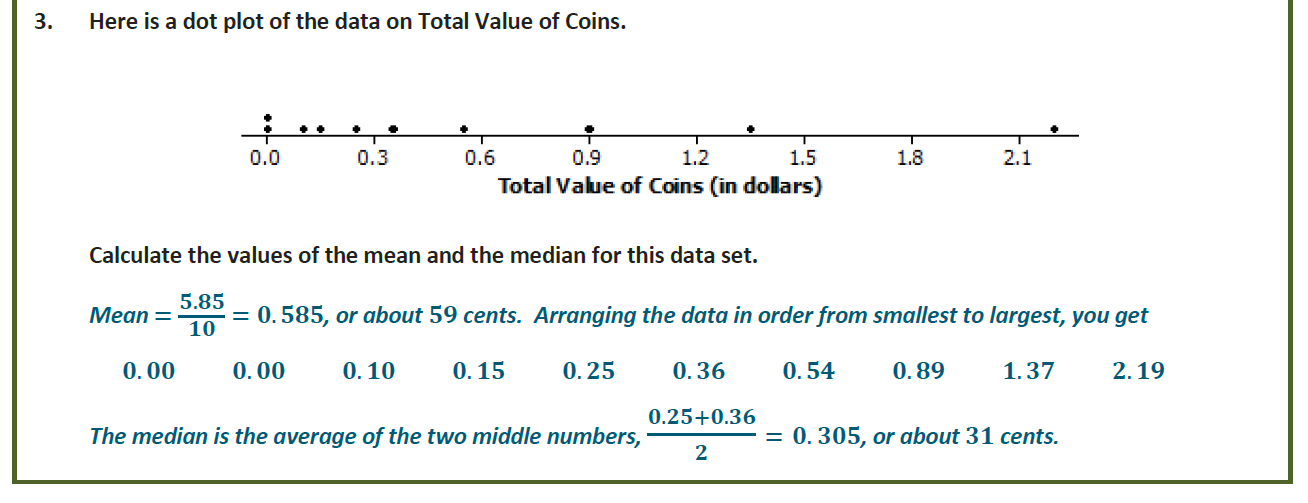 3. Here is a dot plot of the data on Total Value of Coins.
0.0 0.3 0.6 0.9 1.2 1.5 1.8 2.1
Total Value of Coins (in dollars)
Calculate the values of the mean and the median for this data set.
Mean = 5.85/10 = 0.585, or about 59 cents. Arranging the data in order from smallest to largest, you get
0.00 0.00 0.10 0.15 0.25 0.36 0.54 0.89 1.37 2.19
The median is the average of the two middle numbers, 0.25+0.36/2 = 0.305, or about 31 cents.